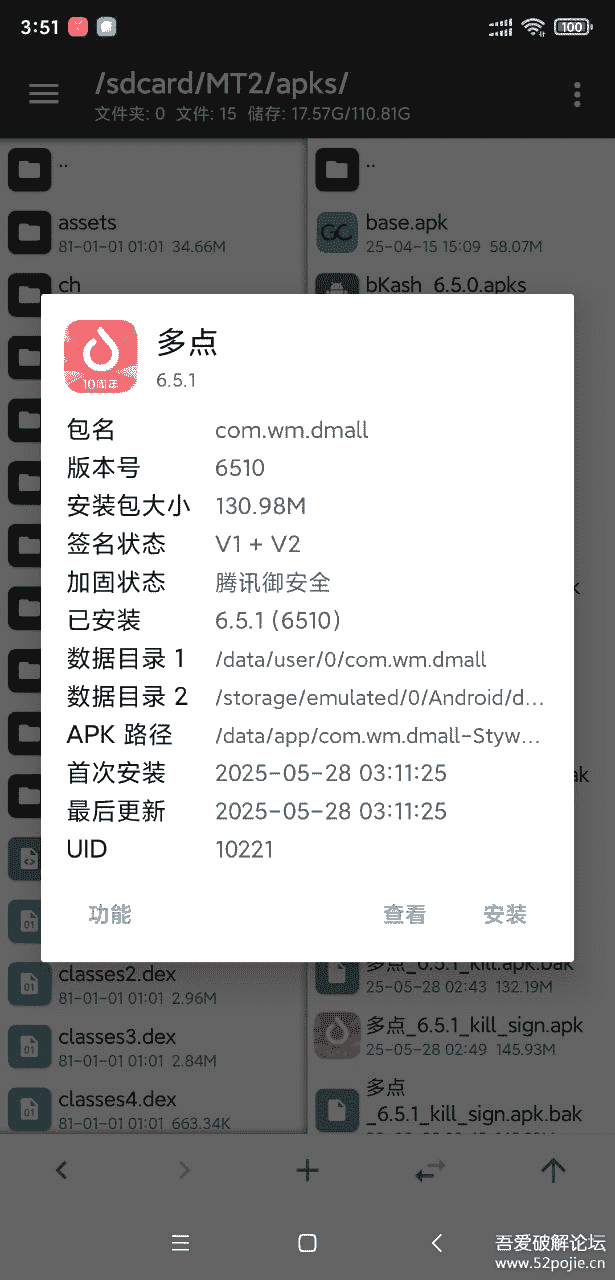 3:51
100
/sdcard/MT2/apks/
文件夹: 0 文件: 15 储存: 17.57G/110.81G
..
..
assets
81-01-01 01:01 34.66M
base.apk
25-04-15 15:09 58.07M
ch
bKash_6.5.0.apks
10周年
多点
6.5.1
包名 com.wm.dmall
版本号 6510
安装包大小 130.98M
签名状态 V1 + V2
加固状态 腾讯御安全
已安装 6.5.1 (6510)
数据目录 1 /data/user/0/com.wm.dmall
数据目录 2 /storage/emulated/0/Android/d...
APK 路径 /data/app/com.wm.dmall-Styw...
首次安装 2025-05-28 03:11:25
最后更新 2025-05-28 03:11:25
UID 10221
功能 查看 安装
classes2.dex
81-01-01 01:01 2.96M
多点_6.5.1_kill.apk.bak
25-05-28 02:43 132.19M
classes3.dex
81-01-01 01:01 2.84M
多点_6.5.1_kill_sign.apk
25-05-28 02:49 145.93M
classes4.dex
81-01-01 01:01 663.34K
多点
_6.5.1_kill_sign.apk.bak
吾爱破解论坛
www.52pojie.cn